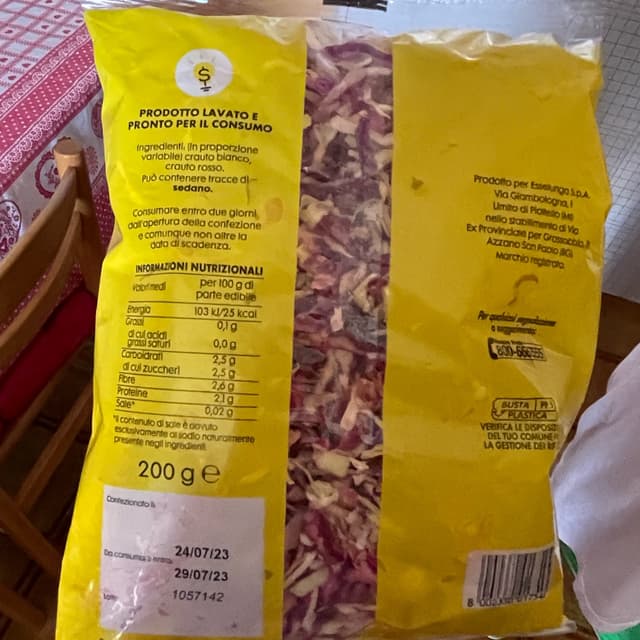 PRODOTTO LAVATO E
PRONTO PER IL CONSUMO
Ingredienti, (in proporzione
variabile) crauto bianco,
crauto rosso.
Può contenere tracce di
sedano.
Consumare entro due giorni
dall'apertura della confezione
e comunque non oltre la
data di scadenza.
INFORMAZIONI NUTRIZIONALI
Valori medi per 100 g di
parte edibile
Energia 103 kJ/25 kcal
Grassi 0,1 g
di cui acidi
grassi saturi 0,0 g
Carboidrati 2,5 g
di cui zuccheri 2,5 g
Fibre 2,6 g
Proteine 2,1 g
Sale* 0,02 g
*Il contenuto di sale è dovuto
esclusivamente al sodio naturalmente
presente negli ingredienti.
200 g e
Confezionato il:
24/07/23
Da consumarsi entro:
29/07/23
Lotto 1057142
Prodotto per Esselunga S.p.A.
Via Giambologna, 1
Limito di Pioltello (MI)
nello stabilimento di Via
Ex Provinciale per Grassobbio,
Azzano San Paolo (BG)
Marchio registrato.
Per qualsiasi segnalazione
o suggerimento:
800-666555
BUSTA
PLASTICA
VERIFICA LE DISPOSIZ
DEL TUO COMUNE
LA GESTIONE DEI